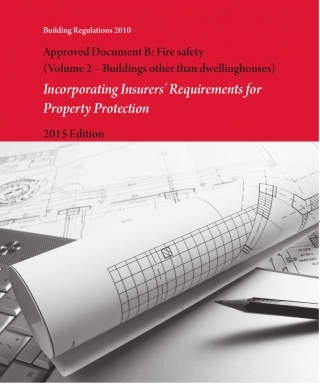 Building Regulations 2010
Approved Document B: Fire safety
(Volume 2 – Buildings other than dwellinghouses)
Incorporating Insurers’ Requirements for
Property Protection
2015 Edition